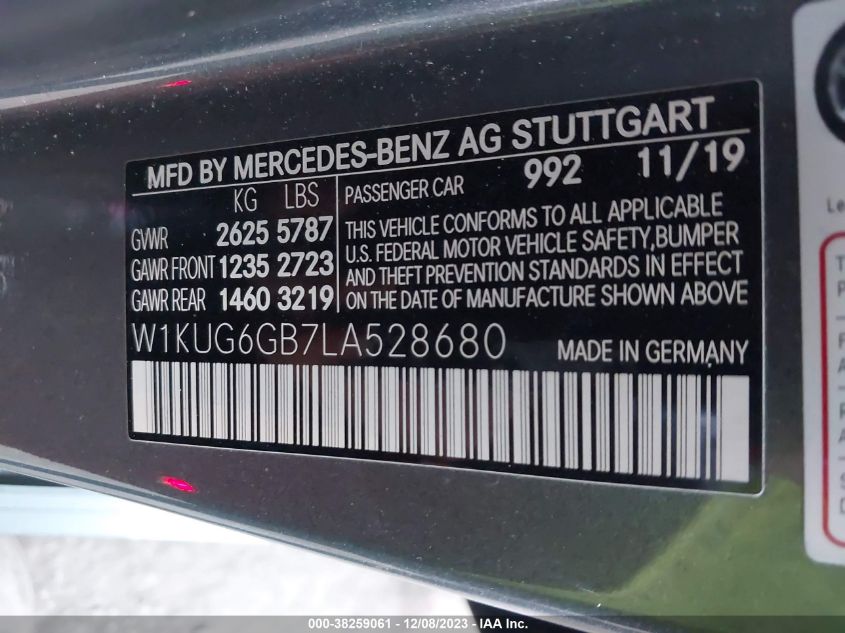 MFD BY MERCEDES-BENZ AG STUTTGART
KG LBS
GVWR 2625 5787
GAWR FRONT 1235 2723
GAWR REAR 1460 3219
PASSENGER CAR 992 11/19
THIS VEHICLE CONFORMS TO ALL APPLICABLE
U.S. FEDERAL MOTOR VEHICLE SAFETY,BUMPER
AND THEFT PREVENTION STANDARDS IN EFFECT
ON THE DATE OF MANUFACTURE SHOWN ABOVE
W1KUG6GB7LA528680 MADE IN GERMANY
000-38259061 - 12/08/2023 - © IAA Inc.